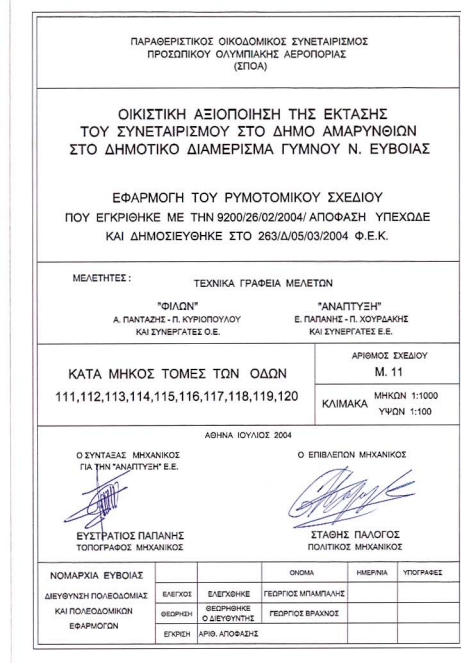 ΠΑΡΑΘΕΡΙΣΤΙΚΟΣ ΟΙΚΟΔΟΜΙΚΟΣ ΣΥΝΕΤΑΙΡΙΣΜΟΣ
ΠΡΟΣΩΠΙΚΟΥ ΟΛΥΜΠΙΑΚΗΣ ΑΕΡΟΠΟΡΙΑΣ
(ΣΠΟΑ)
ΟΙΚΙΣΤΙΚΗ ΑΞΙΟΠΟΙΗΣΗ ΤΗΣ ΕΚΤΑΣΗΣ
ΤΟΥ ΣΥΝΕΤΑΙΡΙΣΜΟΥ ΣΤΟ ΔΗΜΟ ΑΜΑΡΥΝΘΙΩΝ
ΣΤΟ ΔΗΜΟΤΙΚΟ ΔΙΑΜΕΡΙΣΜΑ ΓΥΜΝΟΥ Ν. ΕΥΒΟΙΑΣ
ΕΦΑΡΜΟΓΗ ΤΟΥ ΡΥΜΟΤΟΜΙΚΟΥ ΣΧΕΔΙΟΥ
ΠΟΥ ΕΓΚΡΙΘΗΚΕ ΜΕ ΤΗΝ 9200/26/02/2004/ ΑΠΟΦΑΣΗ ΥΠΕΧΩΔΕ
ΚΑΙ ΔΗΜΟΣΙΕΥΘΗΚΕ ΣΤΟ 263/Δ/05/03/2004 Φ.Ε.Κ.
ΜΕΛΕΤΗΤΕΣ :
ΤΕΧΝΙΚΑ ΓΡΑΦΕΙΑ ΜΕΛΕΤΩΝ
"ΦΙΛΩΝ"
Α. ΠΑΝΤΑΖΗΣ - Π. ΚΥΡΙΟΠΟΥΛΟΥ
ΚΑΙ ΣΥΝΕΡΓΑΤΕΣ Ο.Ε.
"ΑΝΑΠΤΥΞΗ"
Ε. ΠΑΠΑΝΗΣ - Π. ΧΟΥΡΔΑΚΗΣ
ΚΑΙ ΣΥΝΕΡΓΑΤΕΣ Ε.Ε.
ΚΑΤΑ ΜΗΚΟΣ ΤΟΜΕΣ ΤΩΝ ΟΔΩΝ
111,112,113,114,115,116,117,118,119,120
ΑΡΙΘΜΟΣ ΣΧΕΔΙΟΥ
Μ. 11
ΚΛΙΜΑΚΑ
ΜΗΚΩΝ 1:1000
ΥΨΩΝ 1:100
ΑΘΗΝΑ ΙΟΥΛΙΟΣ 2004
Ο ΣΥΝΤΑΞΑΣ ΜΗΧΑΝΙΚΟΣ
ΓΙΑ ΤΗΝ "ΑΝΑΠΤΥΞΗ" Ε.Ε.
ΕΥΣΤΡΑΤΙΟΣ ΠΑΠΑΝΗΣ
ΤΟΠΟΓΡΑΦΟΣ ΜΗΧΑΝΙΚΟΣ
Ο ΕΠΙΒΛΕΠΩΝ ΜΗΧΑΝΙΚΟΣ
ΣΤΑΘΗΣ ΠΑΛΟΓΟΣ
ΠΟΛΙΤΙΚΟΣ ΜΗΧΑΝΙΚΟΣ
ΝΟΜΑΡΧΙΑ ΕΥΒΟΙΑΣ
ΔΙΕΥΘΥΝΣΗ ΠΟΛΕΟΔΟΜΙΑΣ
ΚΑΙ ΠΟΛΕΟΔΟΜΙΚΩΝ
ΕΦΑΡΜΟΓΩΝ
ΟΝΟΜΑ
ΗΜΕΡ/ΝΙΑ
ΥΠΟΓΡΑΦΕΣ
ΕΛΕΓΧΟΣ
ΕΛΕΓΧΘΗΚΕ
ΓΕΩΡΓΙΟΣ ΜΠΑΜΠΑΛΗΣ
ΘΕΩΡΗΣΗ
ΘΕΩΡΗΘΗΚΕ
Ο ΔΙΕΥΘΥΝΤΗΣ
ΓΕΩΡΓΙΟΣ ΒΡΑΧΝΟΣ
ΕΓΚΡΙΣΗ
ΑΡΙΘ. ΑΠΟΦΑΣΗΣ